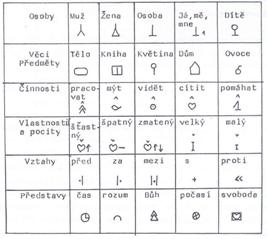 Osoby Muž Žena Osoba Já,mě, mne Dítě
Věci Předměty Tělo Kniha Květina Dům Ovoce
Činnosti praco- vat mýt vidět cítit pomáhat
Vlastnosti a pocity šťast- ný špatný zmatený velký malý
Vztahy před za mezi s proti
Představy čas rozum Bůh počasí svoboda